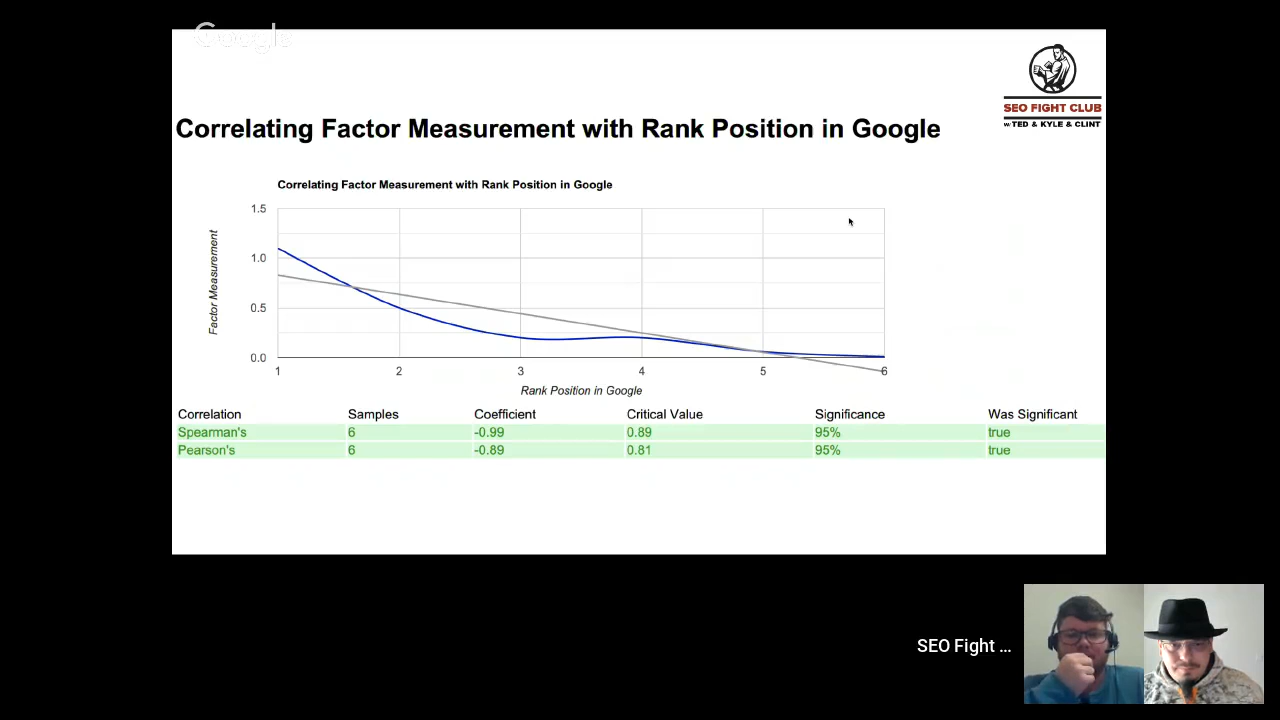 Google
SEO FIGHT CLUB
w/ TED & KYLE & CLINT
Correlating Factor Measurement with Rank Position in Google
Correlating Factor Measurement with Rank Position in Google
Factor Measurement
1.5
1.0
0.5
0.0
1 2 3 4 5 6
Rank Position in Google
Correlation Samples Coefficient Critical Value Significance Was Significant
Spearman's 6 -0.99 0.89 95% true
Pearson's 6 -0.89 0.81 95% true
SEO Fight ...